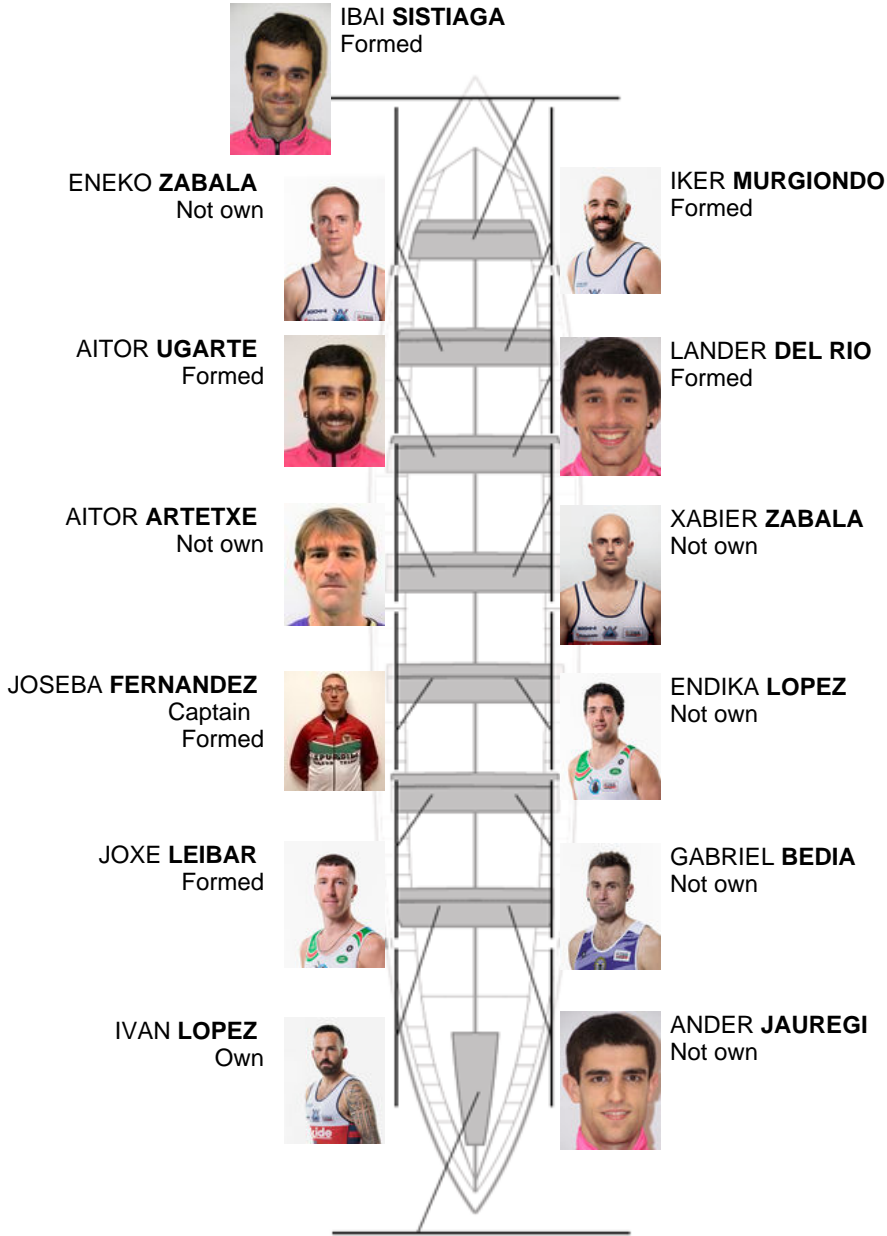 IBAI SISTIAGA
Formed
ENEKO ZABALA
Not own
IKER MURGIONDO
Formed
AITOR UGARTE
Formed
LANDER DEL RIO
Formed
AITOR ARTETXE
Not own
XABIER ZABALA
Not own
JOSEBA FERNANDEZ
Captain
Formed
ENDIKA LOPEZ
Not own
JOXE LEIBAR
Formed
GABRIEL BEDIA
Not own
IVAN LOPEZ
Own
ANDER JAUREGI
Not own